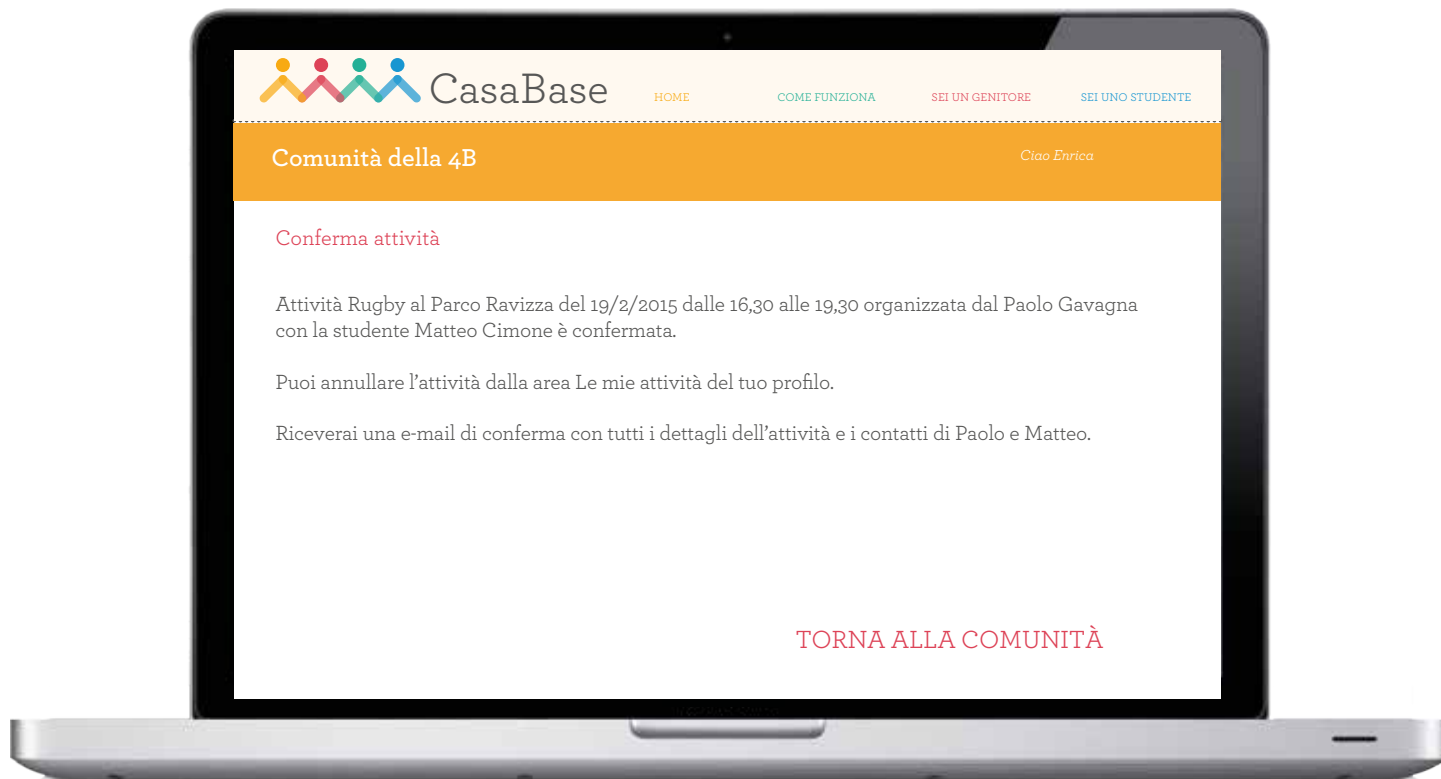 CasaBase
HOME
COME FUNZIONA
SEI UN GENITORE
SEI UNO STUDENTE
Comunità della 4B
Ciao Enrica
Conferma attività
Attività Rugby al Parco Ravizza del 19/2/2015 dalle 16,30 alle 19,30 organizzata dal Paolo Gavagna
con la studente Matteo Cimone è confermata.
Puoi annullare l’attività dalla area Le mie attività del tuo profilo.
Riceverai una e-mail di conferma con tutti i dettagli dell’attività e i contatti di Paolo e Matteo.
TORNA ALLA COMUNITÀ